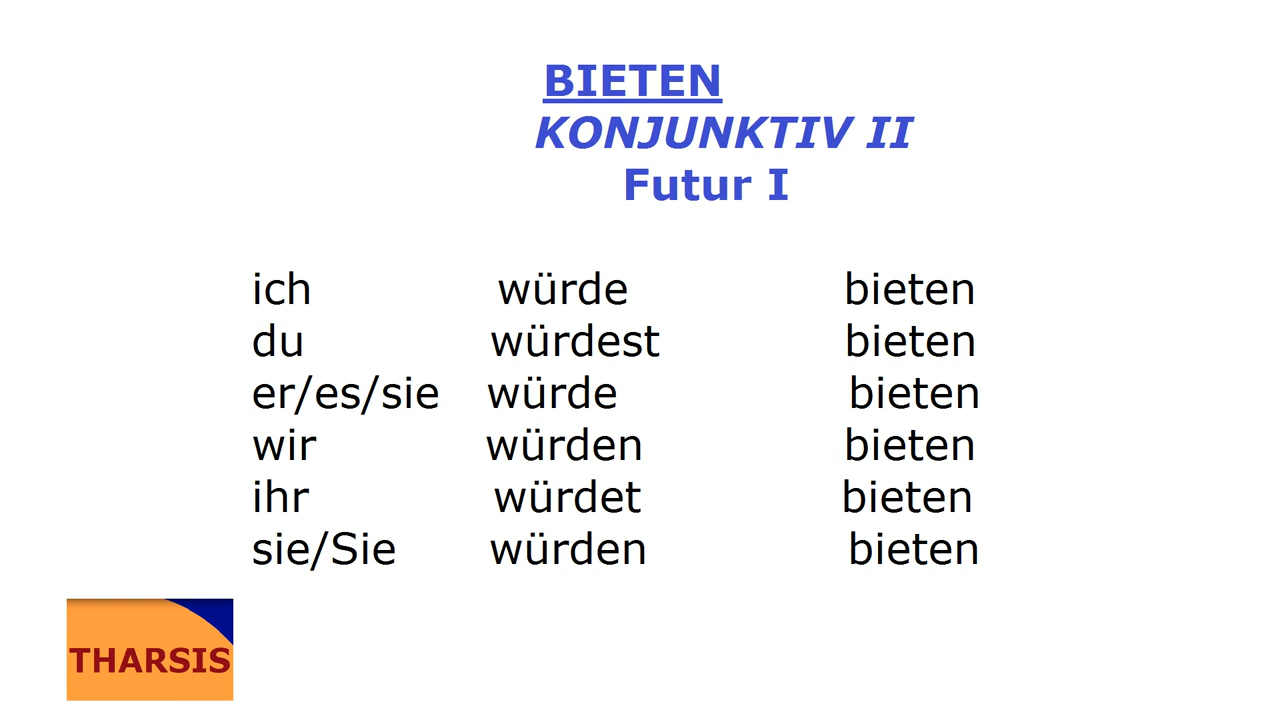 BIETEN
KONJUNKTIV II
Futur I
ich würde bieten
du würdest bieten
er/es/sie würde bieten
wir würden bieten
ihr würdet bieten
sie/Sie würden bieten
THARSIS